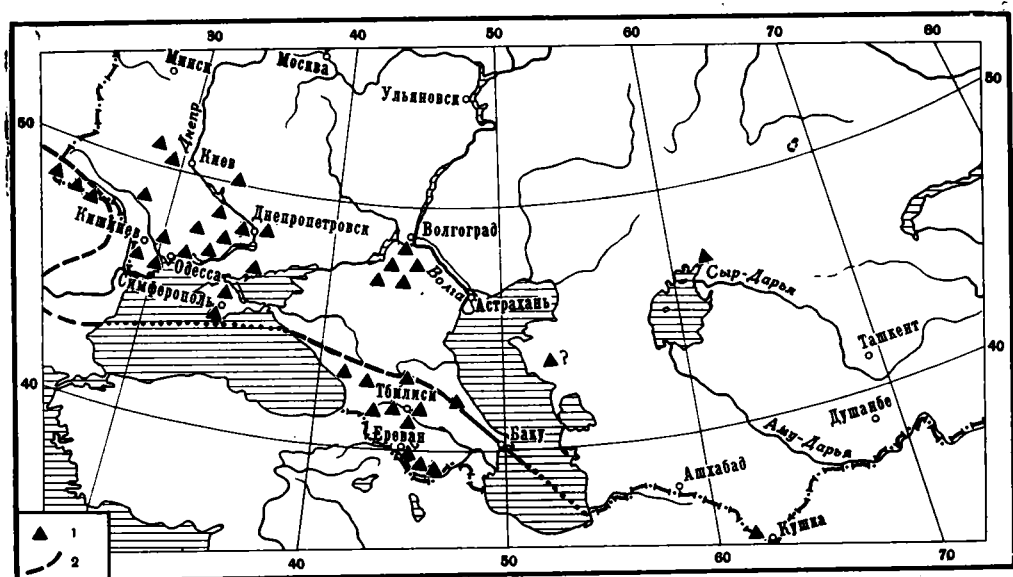 30 40 50 60 70 80
Минск
Москва
Ульяновск
50
50
Днепр
Киев
Днепропетровск
Волгоград
Кишинев
Одесса
Волга
Симферополь
Астрахань
Сыр-Дарья
?
Ташкент
40
40
Тбилиси
Душанбе
Ереван
Баку
Аму-Дарья
Ашхабад
Кушка
1
2
40 50 60 70